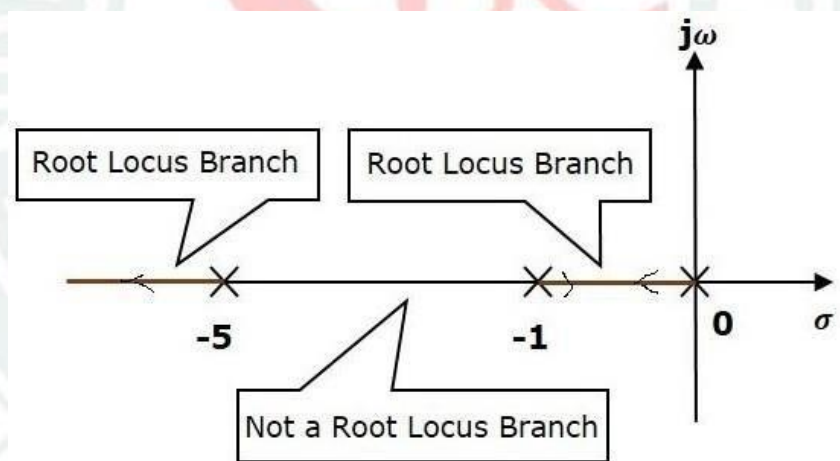 jω
Root Locus Branch
Root Locus Branch
-5
-1
0
σ
Not a Root Locus Branch